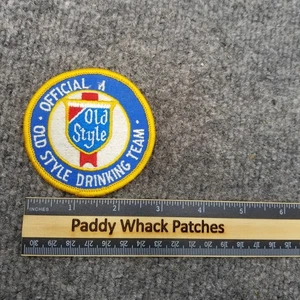 OFFICIAL
Old
Style
· OLD STYLE DRINKING TEAM ·
INCHES 1 2 3 4 5 6
Paddy Whack Patches